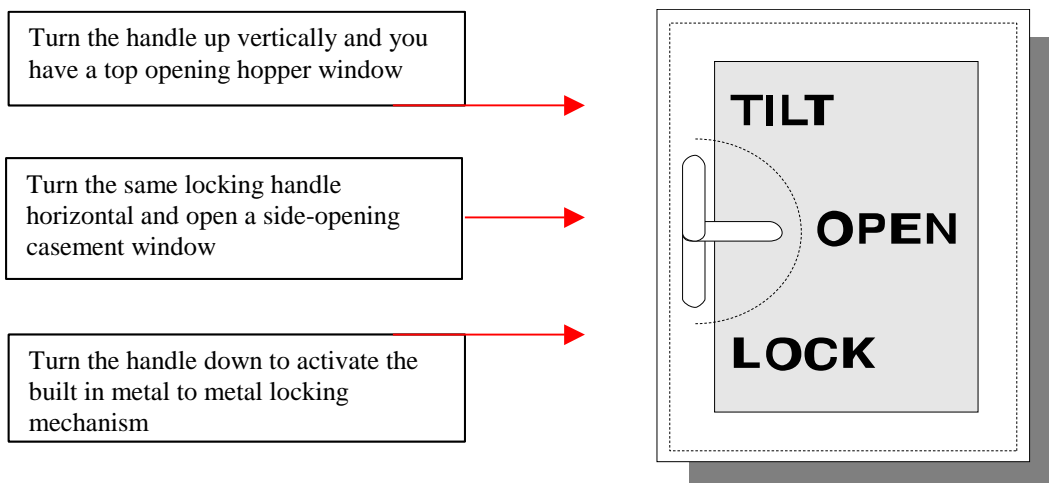 Turn the handle up vertically and you
have a top opening hopper window
TILT
Turn the same locking handle
horizontal and open a side-opening
casement window
OPEN
Turn the handle down to activate the
built in metal to metal locking
mechanism
LOCK